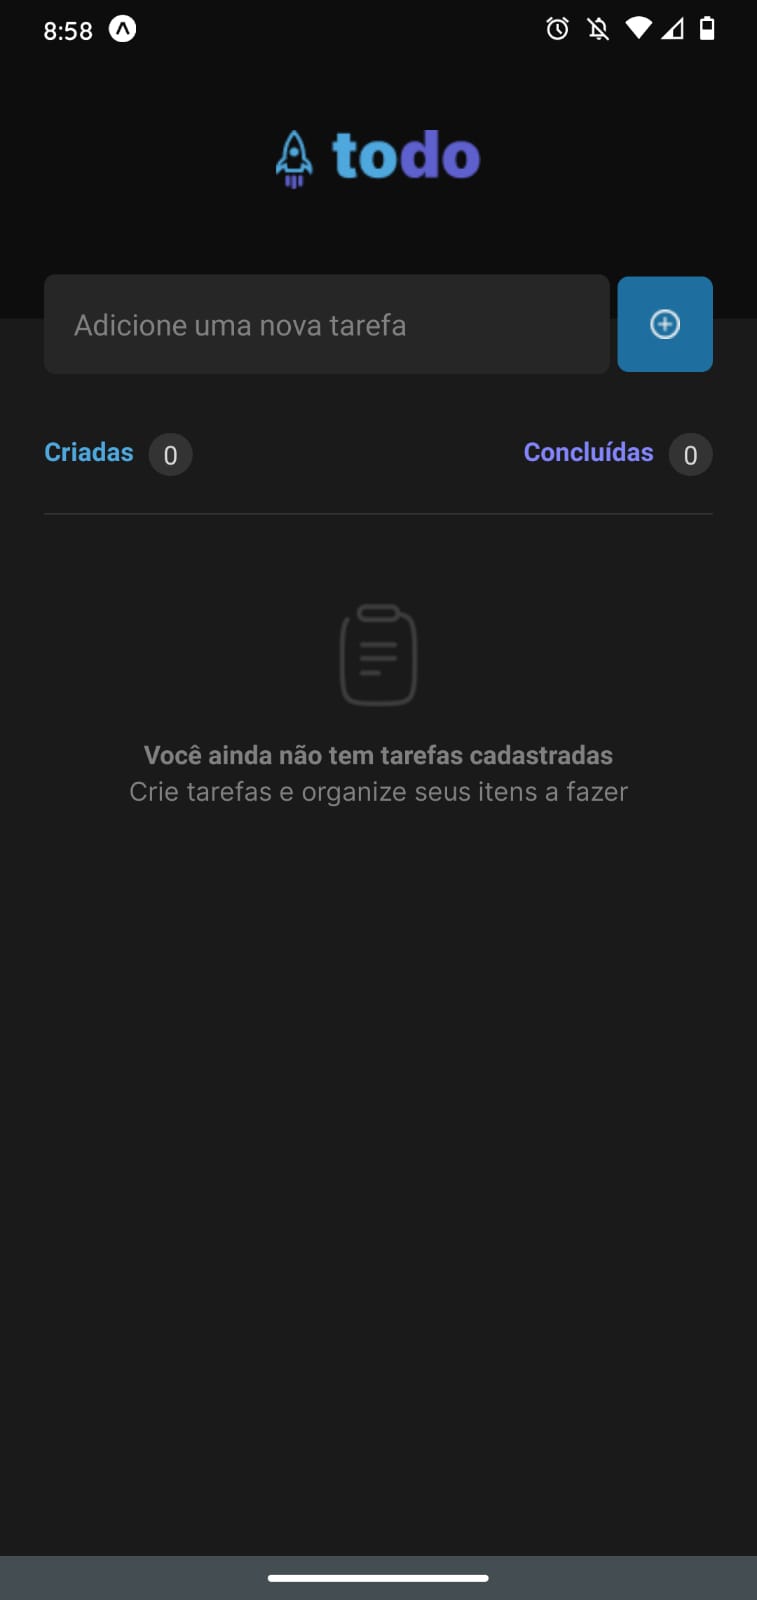 8:58
todo
Adicione uma nova tarefa
Criadas 0 Concluídas 0
Você ainda não tem tarefas cadastradas
Crie tarefas e organize seus itens a fazer